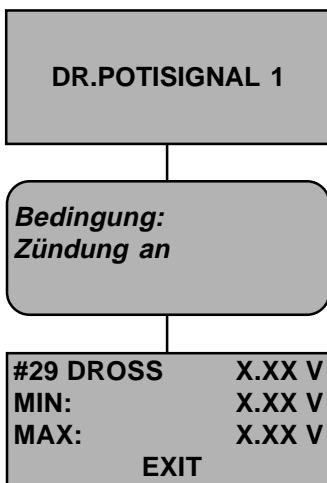 DR.POTISIGNAL 1
Bedingung:
Zündung an
#29 DROSS X.XX V
MIN: X.XX V
MAX: X.XX V
EXIT